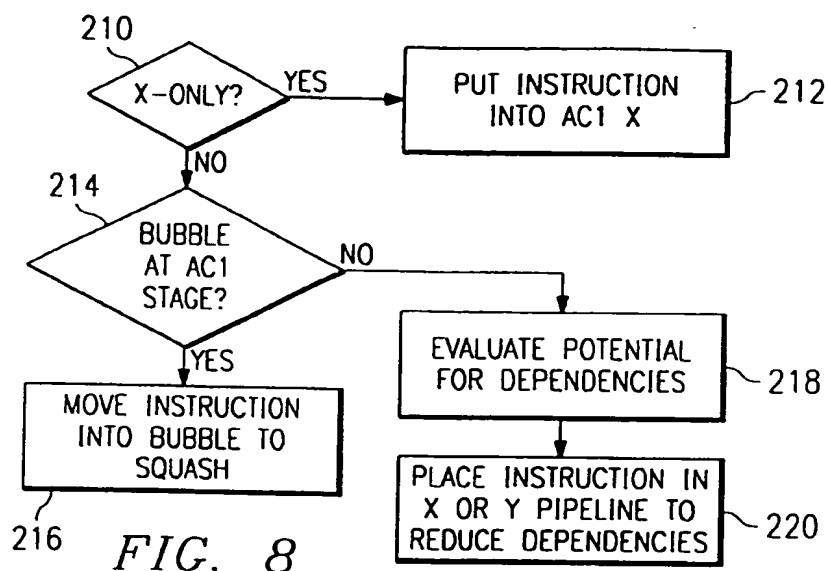 210
X-ONLY?
YES
PUT INSTRUCTION
INTO AC1 X
212
NO
214
BUBBLE
AT AC1
STAGE?
NO
YES
EVALUATE POTENTIAL
FOR DEPENDENCIES
218
MOVE INSTRUCTION
INTO BUBBLE TO
SQUASH
216
PLACE INSTRUCTION IN
X OR Y PIPELINE TO
REDUCE DEPENDENCIES
220
FIG. 8